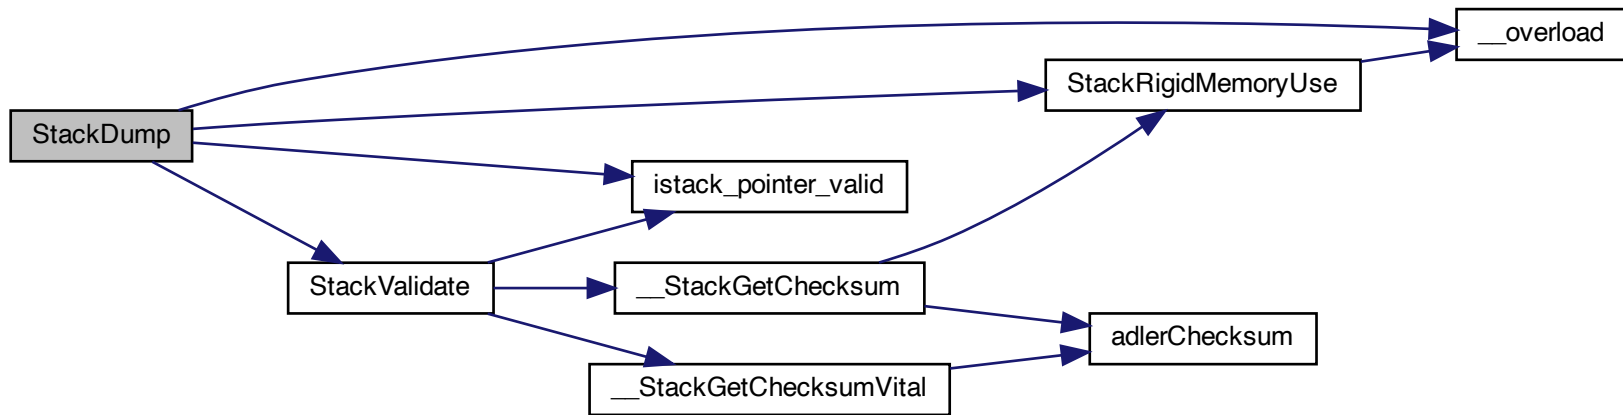 __overload
StackRigidMemoryUse
StackDump
istack_pointer_valid
StackValidate
__StackGetChecksum
adlerChecksum
__StackGetChecksumVital